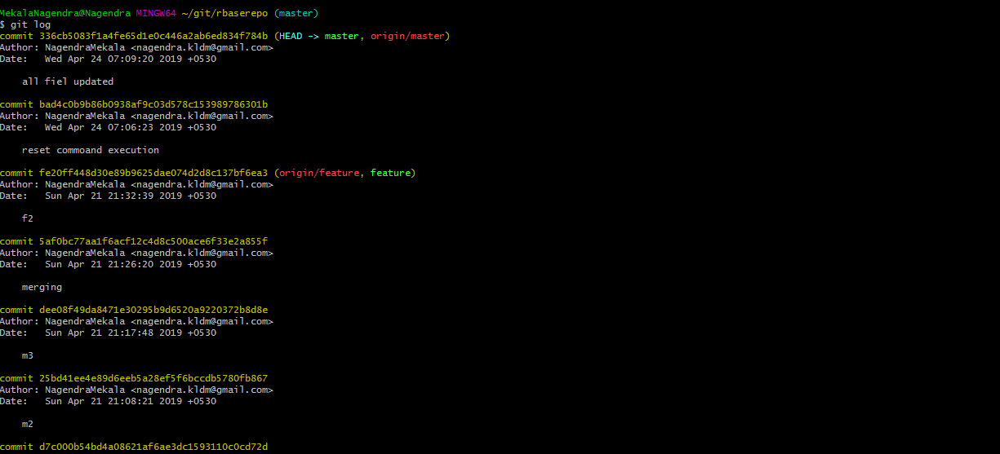 MekalaNagendra@Nagendra MINGW64 ~/git/rbaserepo (master)
$ git log
commit 336cb5083f1a4fe65d1e0c446a2ab6ed834f784b (HEAD -> master, origin/master)
Author: NagendraMekala <nagendra.kldm@gmail.com>
Date:   Wed Apr 24 07:09:20 2019 +0530

    all fiel updated

commit bad4c0b9b86b0938af9c03d578c153989786301b
Author: NagendraMekala <nagendra.kldm@gmail.com>
Date:   Wed Apr 24 07:06:23 2019 +0530

    reset commoand execution

commit fe20ff448d30e89b9625dae074d2d8c137bf6ea3 (origin/feature, feature)
Author: NagendraMekala <nagendra.kldm@gmail.com>
Date:   Sun Apr 21 21:32:39 2019 +0530

    f2

commit 5af0bc77aa1f6acf12c4d8c500ace6f33e2a855f
Author: NagendraMekala <nagendra.kldm@gmail.com>
Date:   Sun Apr 21 21:26:20 2019 +0530

    merging

commit dee08f49da8471e30295b9d6520a9220372b8d8e
Author: NagendraMekala <nagendra.kldm@gmail.com>
Date:   Sun Apr 21 21:17:48 2019 +0530

    m3

commit 25bd41ee4e89d6eeb5a28ef5f6bccdb5780fb867
Author: NagendraMekala <nagendra.kldm@gmail.com>
Date:   Sun Apr 21 21:08:21 2019 +0530

    m2

commit d7c000b54bd4a08621af6ae3dc1593110c0cd72d